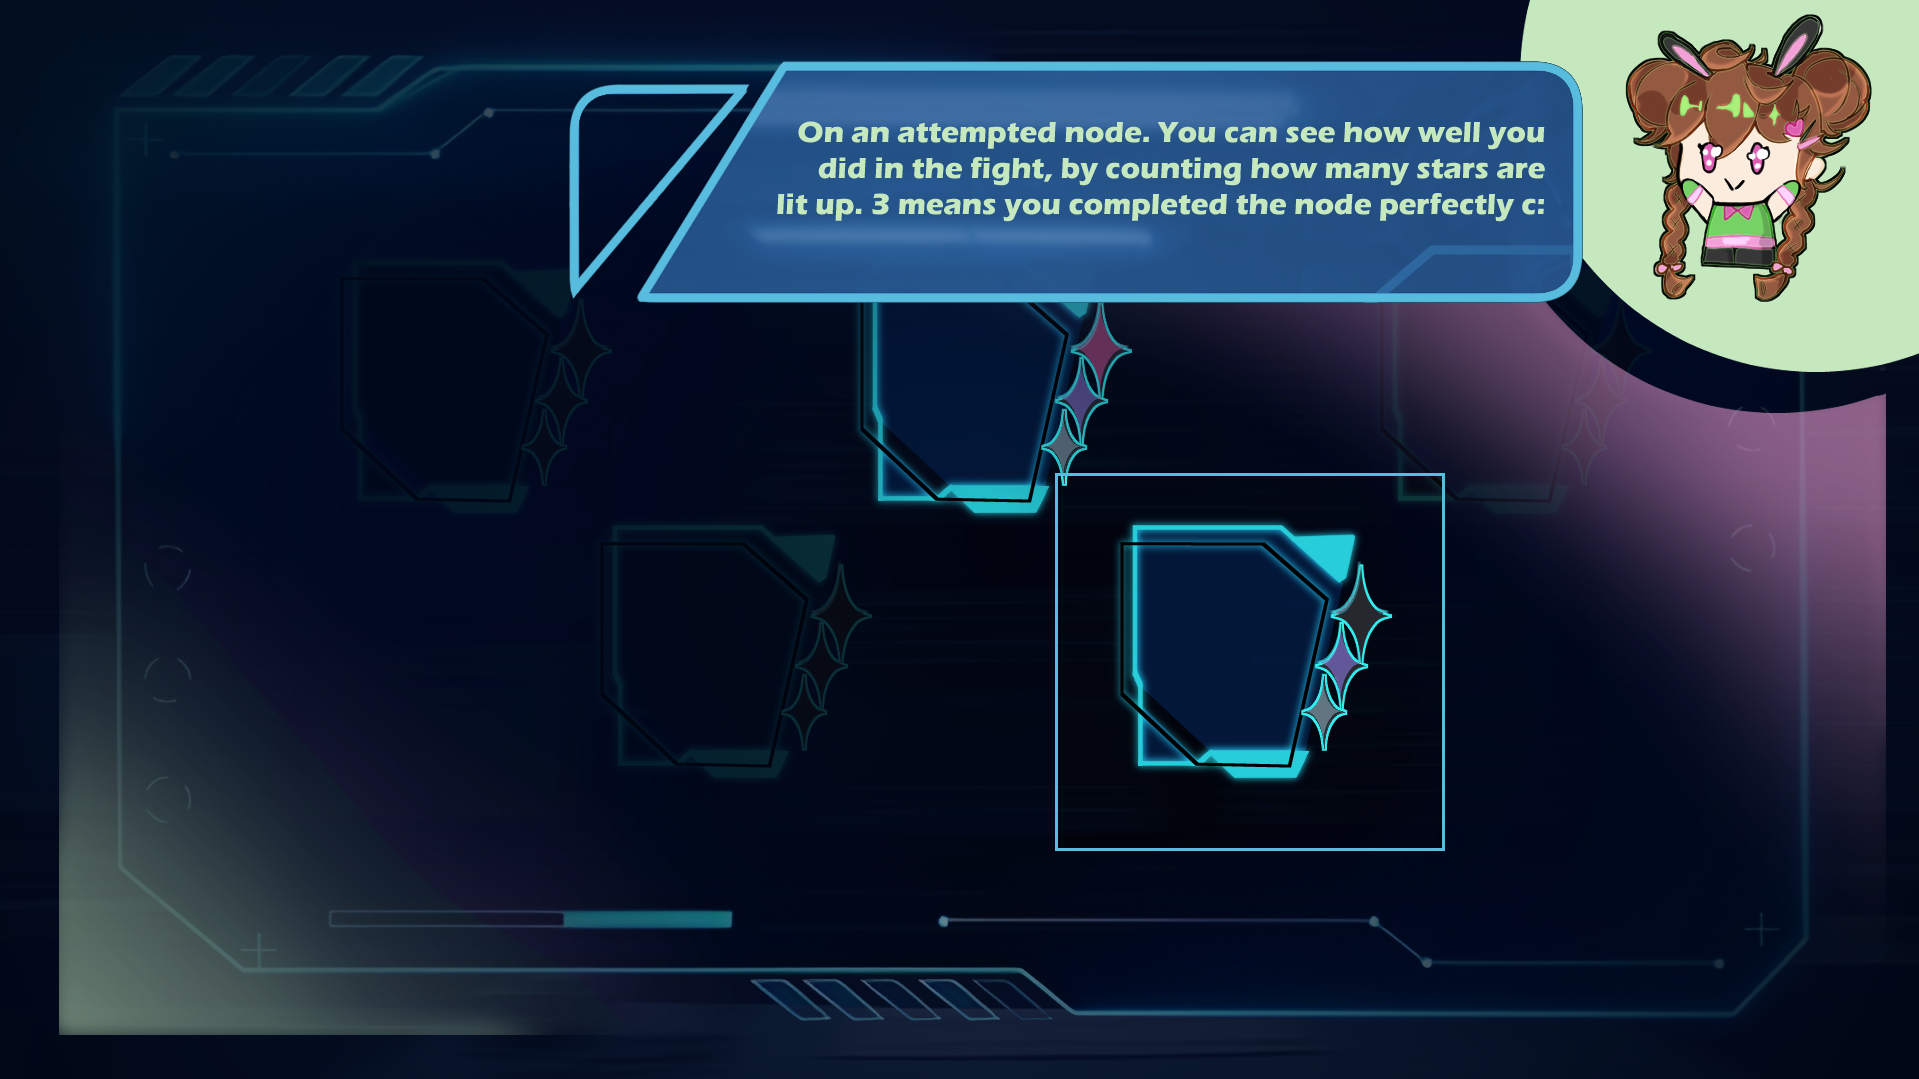 On an attempted node. You can see how well you
did in the fight, by counting how many stars are
lit up. 3 means you completed the node perfectly c: